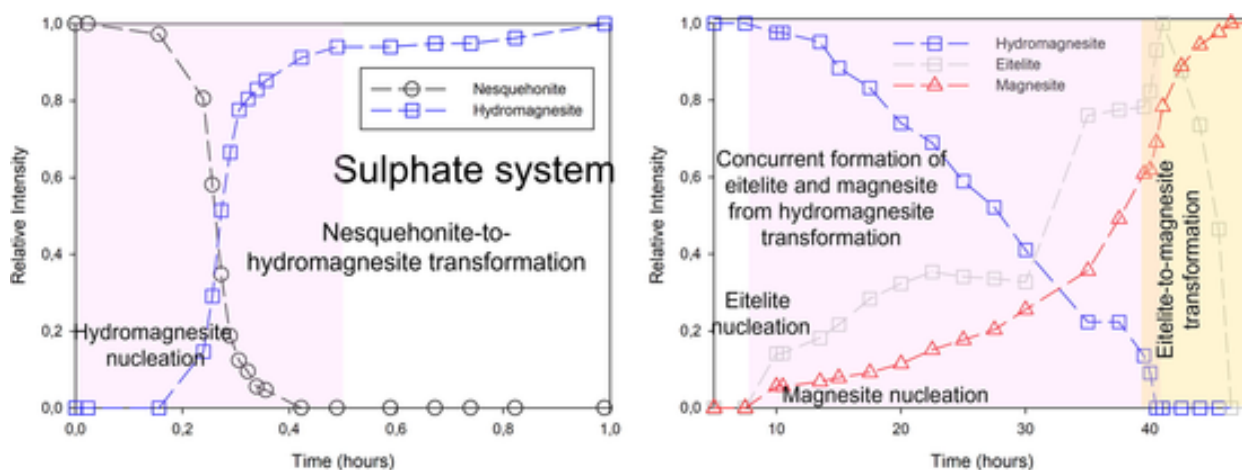 1,0
0,8
0,6
0,4
0,2
0,0
Relative Intensity
Nesquehonite
Hydromagnesite
Sulphate system
Nesquehonite-to-
hydromagnesite transformation
Hydromagnesite
nucleation
0,0 0,2 0,4 0,6 0,8 1,0
Time (hours)
1,0
0,8
0,6
0,4
0,2
0,0
Relative Intensity
Hydromagnesite
Eitelite
Magnesite
Concurrent formation of
eitelite and magnesite
from hydromagnesite
transformation
Eitelite
nucleation
Magnesite nucleation
Eitelite-to-magnesite
transformation
10 20 30 40
Time (hours)